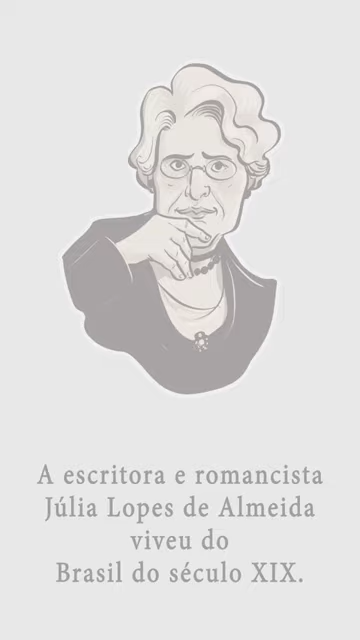 A escritora e romancista
Júlia Lopes de Almeida
viveu do
Brasil do século XIX.